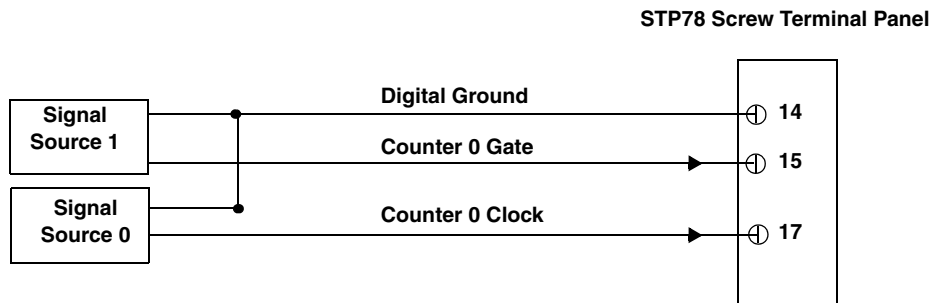 STP78 Screw Terminal Panel
Digital Ground
14
Signal
Source 1
Counter 0 Gate
15
Signal
Source 0
Counter 0 Clock
17